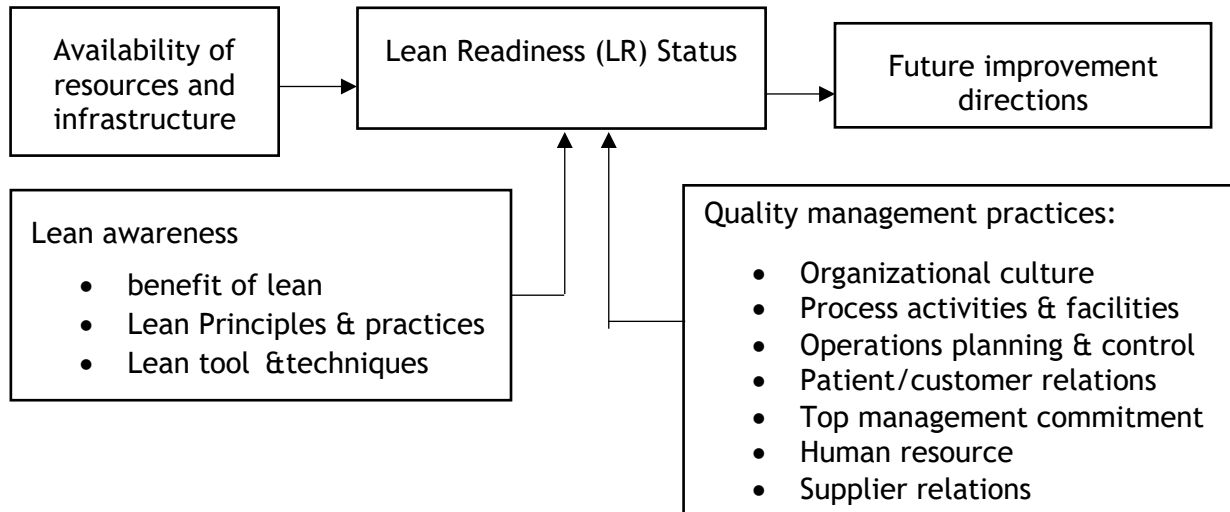 Availability of
resources and
infrastructure
Lean Readiness (LR) Status
Future improvement
directions
Lean awareness
• benefit of lean
• Lean Principles & practices
• Lean tool &techniques
Quality management practices:
• Organizational culture
• Process activities & facilities
• Operations planning & control
• Patient/customer relations
• Top management commitment
• Human resource
• Supplier relations